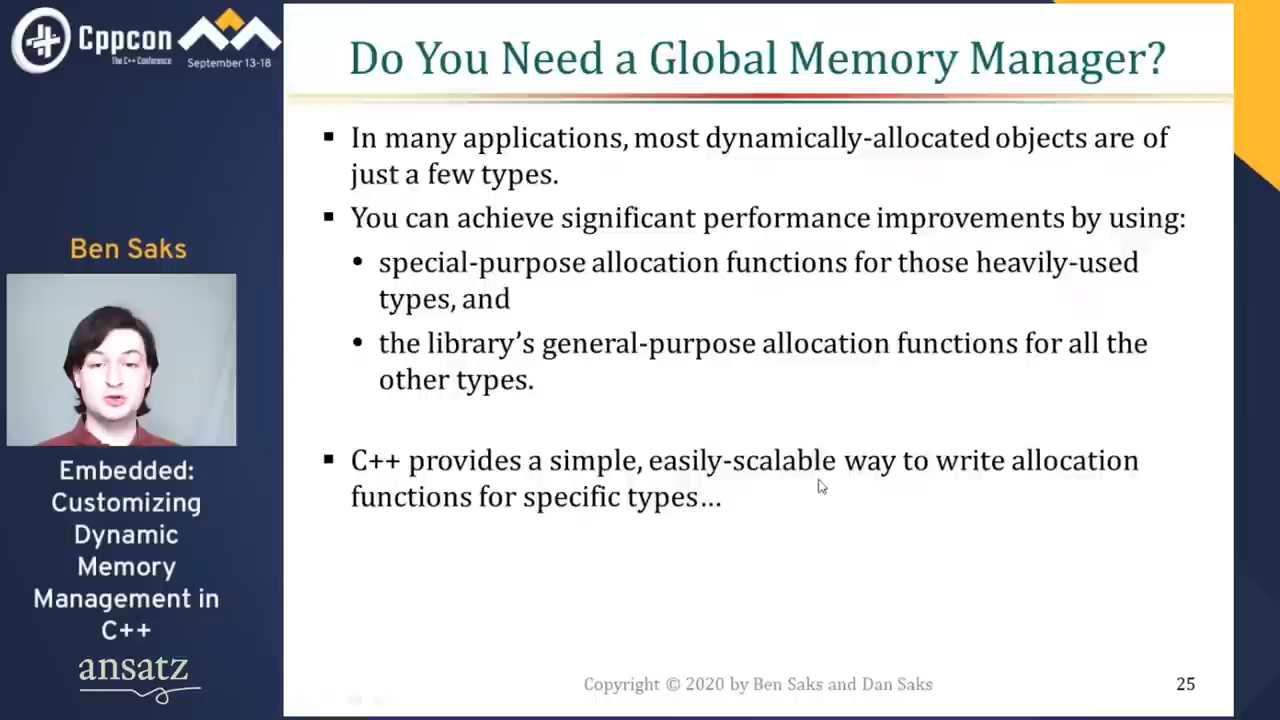 Cppcon
The C++ Conference
September 13-18
Do You Need a Global Memory Manager?
▪ In many applications, most dynamically-allocated objects are of
just a few types.
▪ You can achieve significant performance improvements by using:
• special-purpose allocation functions for those heavily-used
types, and
• the library’s general-purpose allocation functions for all the
other types.
▪ C++ provides a simple, easily-scalable way to write allocation
functions for specific types…
Ben Saks
Embedded:
Customizing
Dynamic
Memory
Management in
C++
ansatz
Copyright © 2020 by Ben Saks and Dan Saks
25